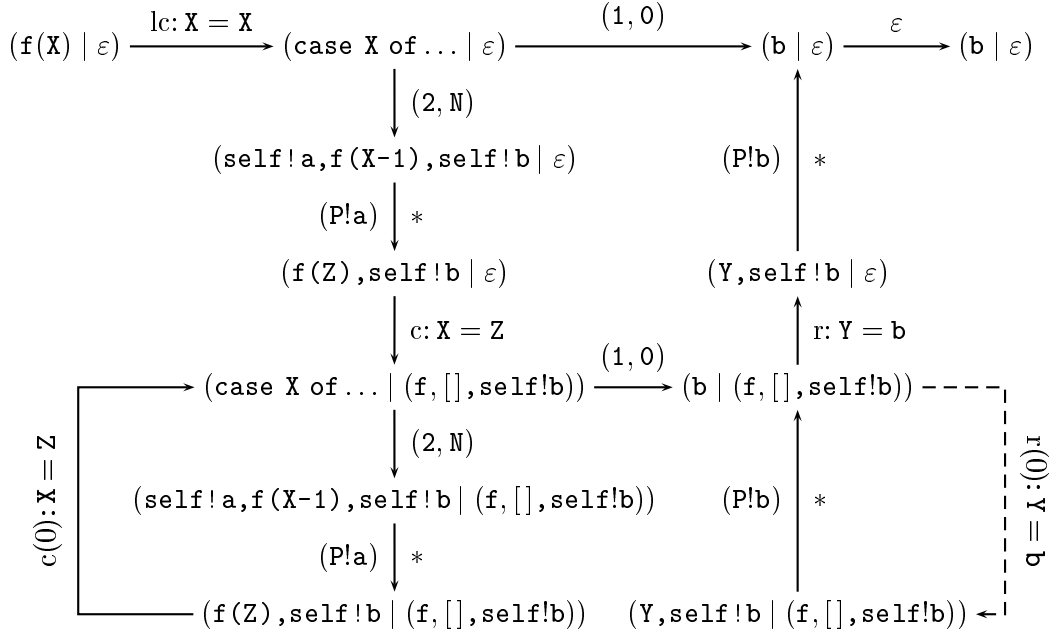 lc: X = X
(1, 0)
ε
(f(X) | ε)
(case X of ... | ε)
(b | ε)
(b | ε)
(2, N)
(self!a,f(X-1),self!b | ε)
(P!b)
*
(P!a)
*
(f(Z),self!b | ε)
(Y,self!b | ε)
c: X = Z
r: Y = b
(1, 0)
(case X of ... | (f, [],self!b))
(b | (f, [],self!b))
c(0): X = Z
(2, N)
r(0): Y = b
(self!a,f(X-1),self!b | (f, [],self!b))
(P!b)
*
(P!a)
*
(f(Z),self!b | (f, [],self!b))
(Y,self!b | (f, [],self!b))